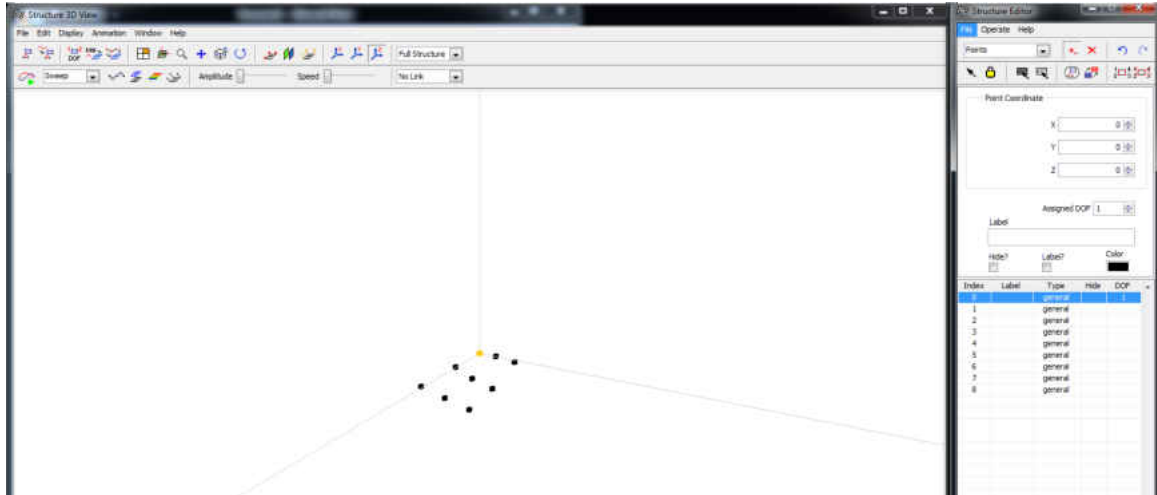 Structure 3D View
File Edit Display Animation Window Help
DOF
Full Structure
Sweep
Amplitude
Speed
No Link
Structure Editor
File Operate Help
Points
Point Coordinate
X 0
Y 0
Z 0
Assigned DOF 1
Label
Hide? Label? Color
Index Label Type Hide DOF
0 general 1
1 general
2 general
3 general
4 general
5 general
6 general
7 general
8 general